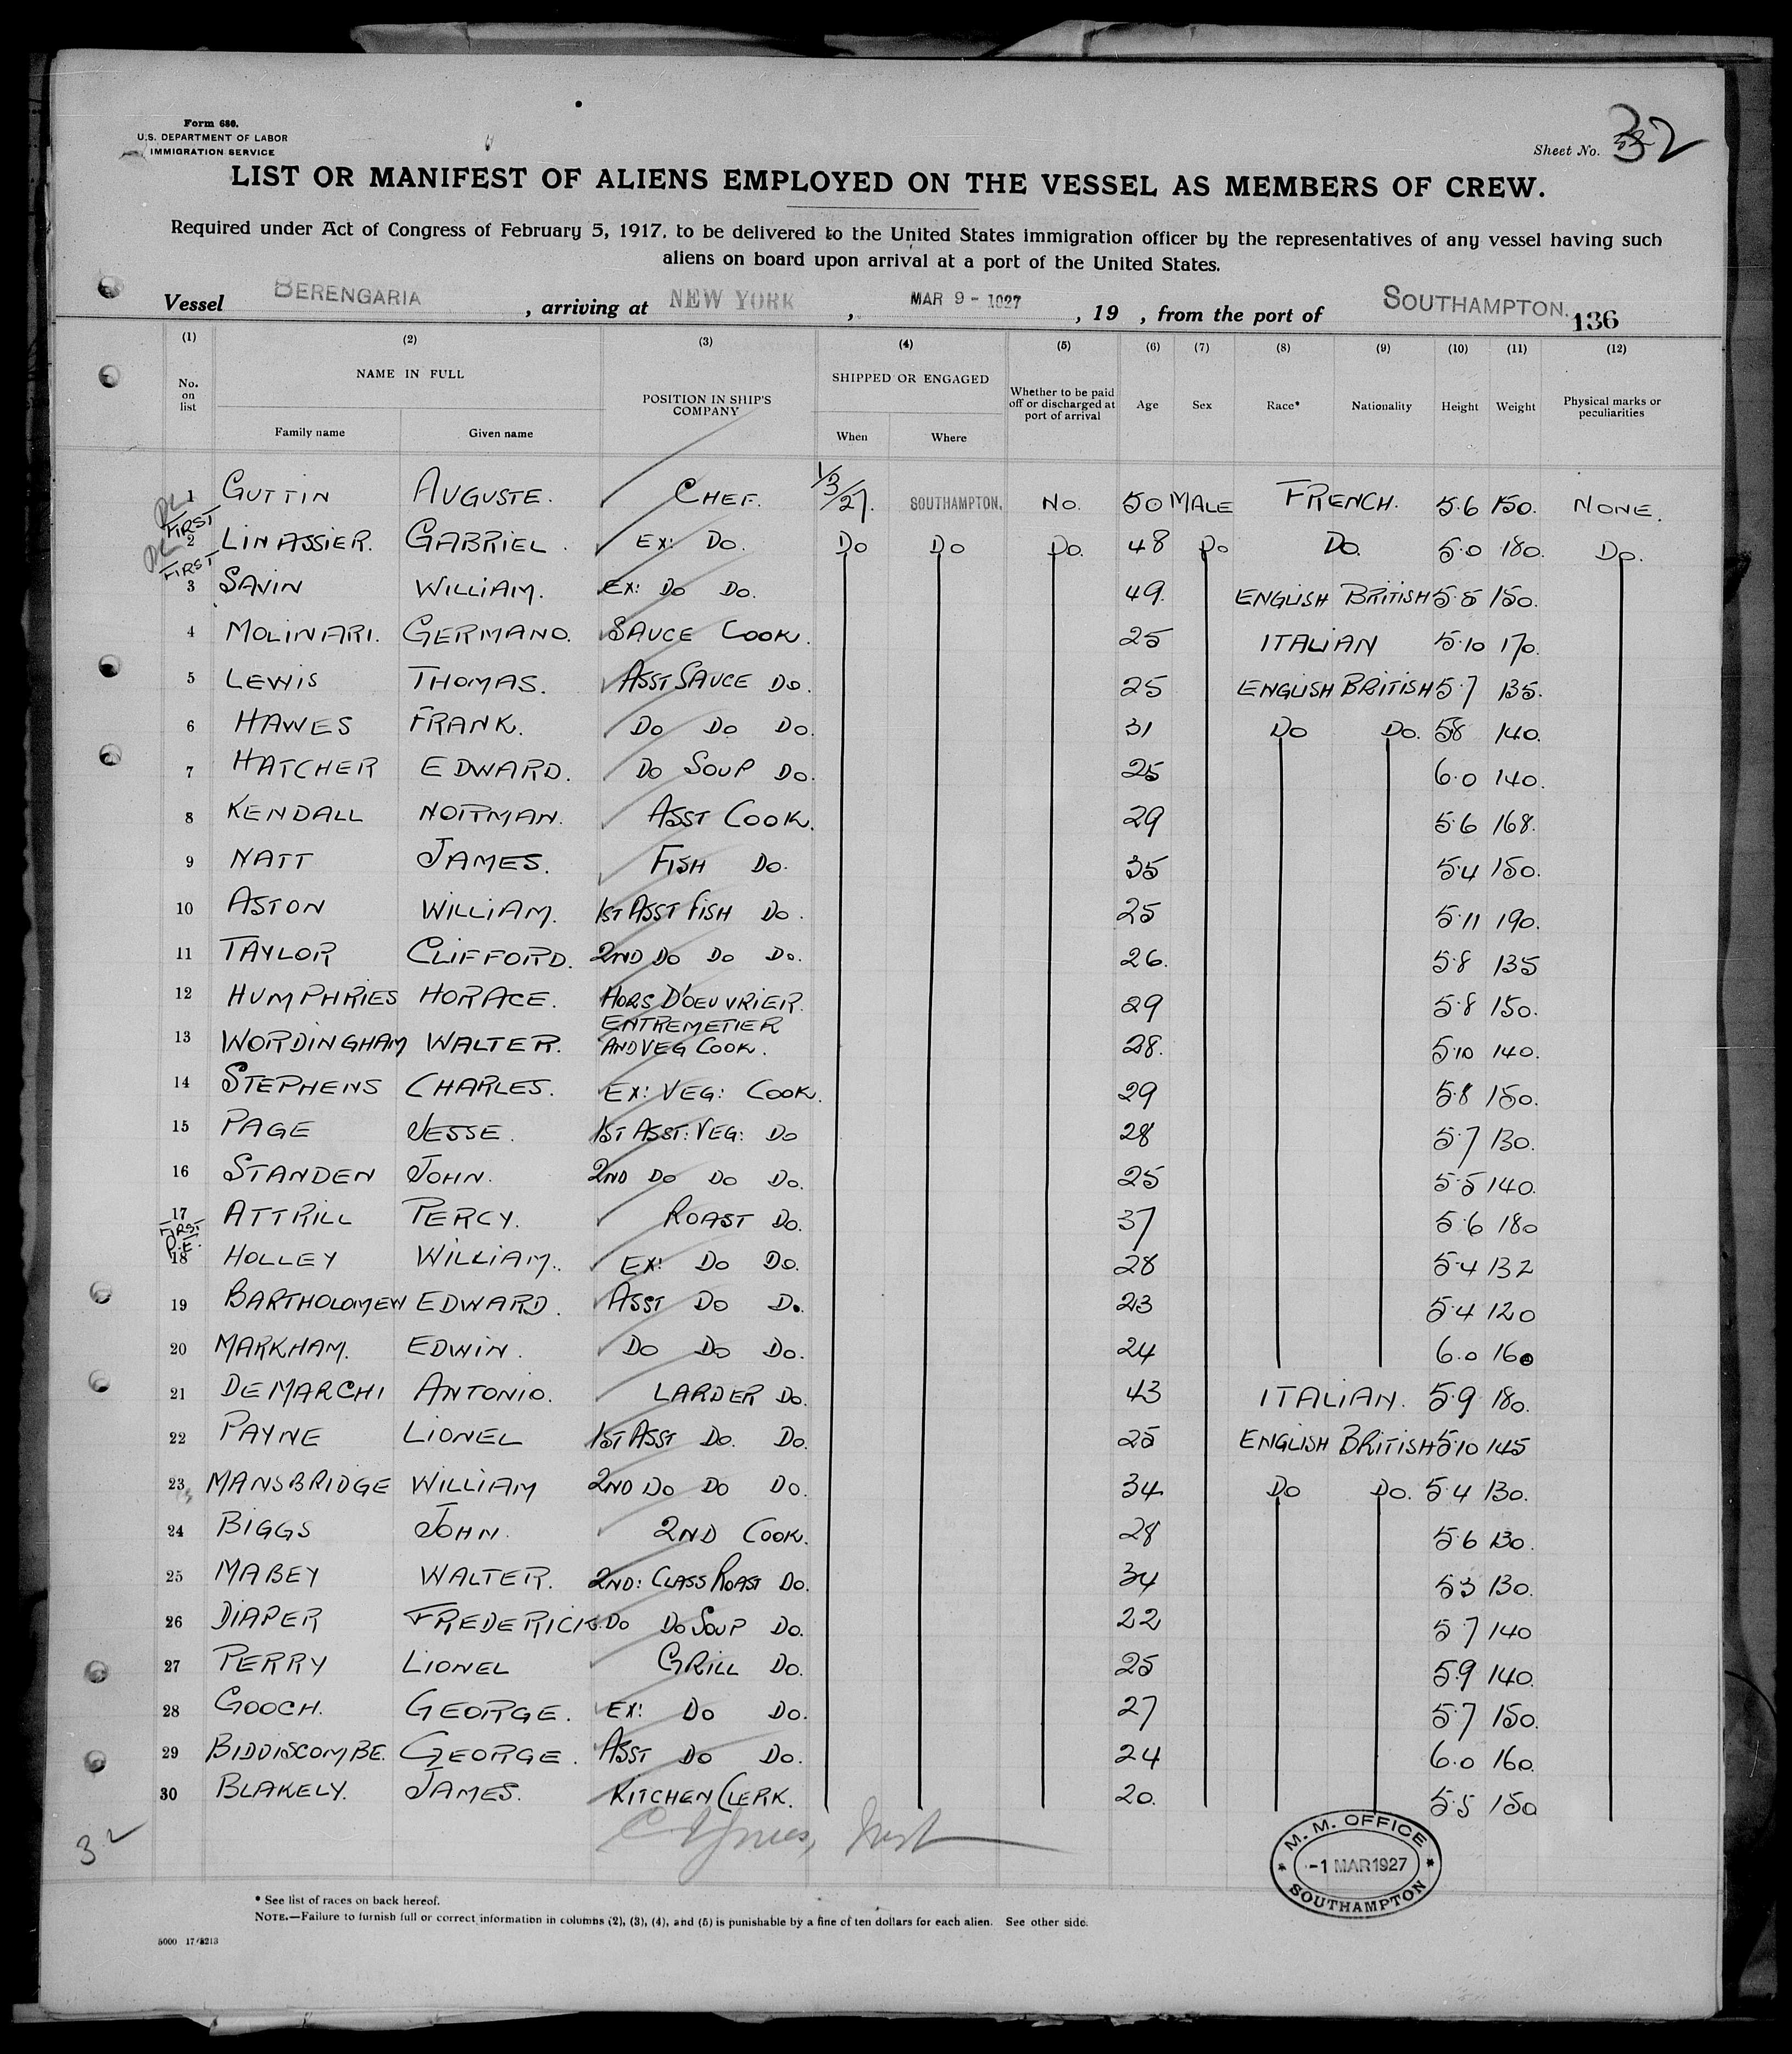 Form 680.
U.S. DEPARTMENT OF LABOR
IMMIGRATION SERVICE
Sheet No. 32
LIST OR MANIFEST OF ALIENS EMPLOYED ON THE VESSEL AS MEMBERS OF CREW.
Required under Act of Congress of February 5, 1917, to be delivered to the United States immigration officer by the representatives of any vessel having such
aliens on board upon arrival at a port of the United States.
Vessel BERENGARIA, arriving at NEW YORK, MAR 9 - 1927, 19 , from the port of SOUTHAMPTON. 136
(1) (2) (3) (4) (5) (6) (7) (8) (9) (10) (11) (12)
No. on list NAME IN FULL Family name Given name POSITION IN SHIP'S COMPANY SHIPPED OR ENGAGED When Where Whether to be paid off or discharged at port of arrival Age Sex Race* Nationality Height Weight Physical marks or peculiarities
1 GUTTIN AUGUSTE. CHEF. 1/3/27. SOUTHAMPTON. NO. 50 MALE FRENCH. 5.6 150. NONE.
FIRST
2 LINASSIER. GABRIEL. EX: DO. DO DO DO. 48 DO DO. 5.0 180. DO.
FIRST
3 SAVIN WILLIAM. EX: DO DO. 49. ENGLISH BRITISH 5.5 150.
4 MOLINARI. GERMANO. SAUCE COOK. 25 ITALIAN 5.10 170.
5 LEWIS THOMAS. ASST SAUCE DO. 25 ENGLISH BRITISH 5.7 135.
6 HAWES FRANK. DO DO DO. 31 DO DO. 5.8 140.
7 HATCHER EDWARD. DO SOUP DO. 25 6.0 140.
8 KENDALL NORMAN. ASST COOK. 29 5.6 168.
9 NATT JAMES. FISH DO. 35 5.4 150.
10 ASTON WILLIAM. 1ST ASST FISH DO. 25 5.11 190.
11 TAYLOR CLIFFORD. 2ND DO DO DO. 26. 5.8 135
12 HUMPHRIES HORACE. HORS D'OEUVRIER. 29 5.8 150.
13 WORDINGHAM WALTER. ENTREMETIER AND VEG COOK. 28. 5.10 140.
14 STEPHENS CHARLES. EX: VEG: COOK. 29 5.8 150.
15 PAGE JESSE. 1ST ASST: VEG: DO 28 5.7 130.
16 STANDEN JOHN. 2ND DO DO DO. 25 5.5 140.
17 ATTRILL PERCY. ROAST DO. 37 5.6 180
FIRST
P.E.
18 HOLLEY WILLIAM. EX: DO DO. 28 5.4 132
19 BARTHOLOMEW EDWARD. ASST DO DO. 23 5.4 120
20 MARKHAM. EDWIN. DO DO DO. 24 6.0 160
21 DEMARCHI ANTONIO. LARDER DO. 43 ITALIAN. 5.9 180.
22 PAYNE LIONEL 1ST ASST DO. DO. 25 ENGLISH BRITISH 5.10 145
23 MANSBRIDGE WILLIAM 2ND DO DO DO. 34 DO DO. 5.4 130.
24 BIGGS JOHN. 2ND COOK. 28 5.6 130.
25 MABEY WALTER. 2ND: CLASS ROAST DO. 34 5.3 130.
26 DIAPER FREDERICK. DO DO SOUP DO. 22 5.7 140
27 PERRY LIONEL GRILL DO. 25 5.9 140.
28 GOOCH. GEORGE. EX: DO DO. 27 5.7 150.
29 BIDDISCOMBE. GEORGE. ASST DO DO. 24 6.0 160.
30 BLAKELY. JAMES. KITCHEN CLERK. 20. 5.5 150
32
M. M. OFFICE
-1 MAR 1927
SOUTHAMPTON
* See list of races on back hereof.
NOTE.—Failure to furnish full or correct information in columns (2), (3), (4), and (5) is punishable by a fine of ten dollars for each alien. See other side.
5000 17/8213